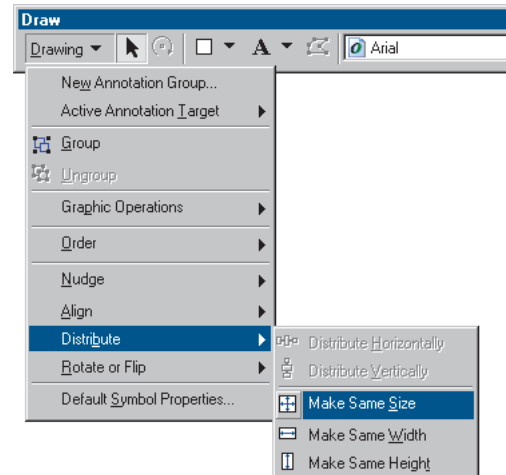 Draw
Drawing
A
Arial
New Annotation Group...
Active Annotation Target
Group
Ungroup
Graphic Operations
Order
Nudge
Align
Distribute
Rotate or Flip
Default Symbol Properties...
Distribute Horizontally
Distribute Vertically
Make Same Size
Make Same Width
Make Same Height